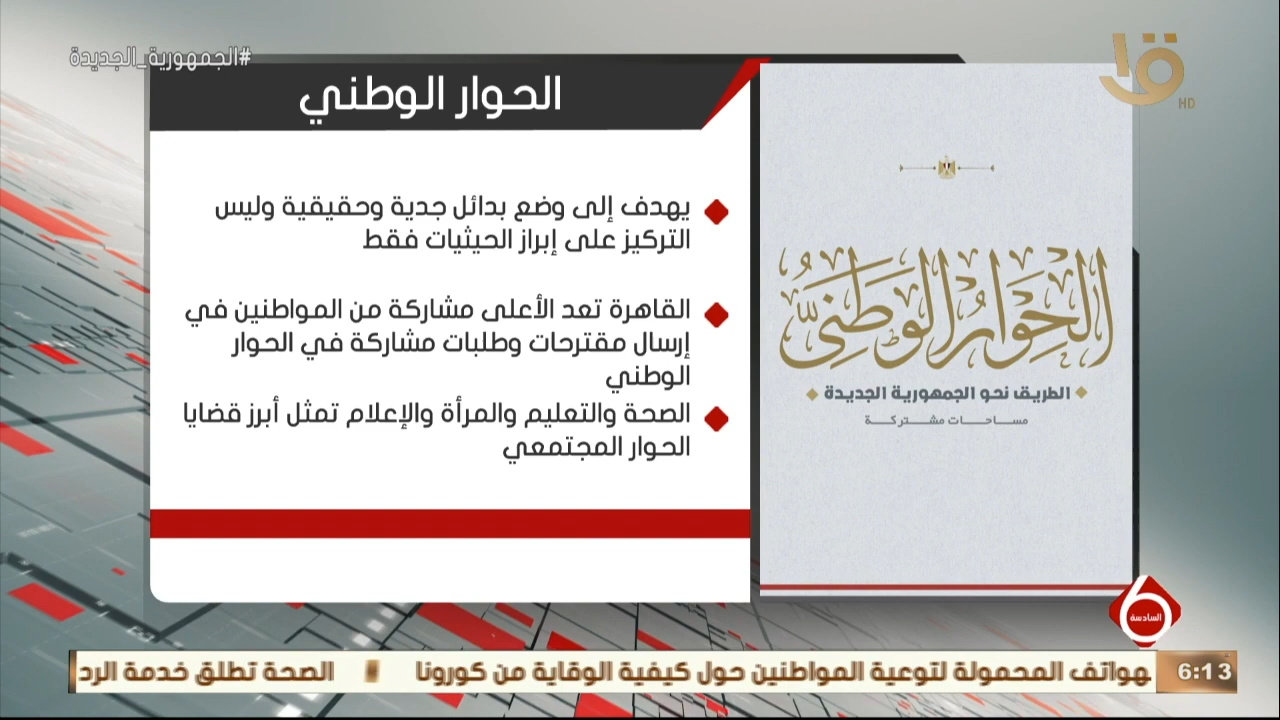 #الجمهورية_الجديدة
الحوار الوطني
يهدف إلى وضع بدائل جدية وحقيقية وليس
التركيز على إبراز الحيثيات فقط
القاهرة تعد الأعلى مشاركة من المواطنين في
إرسال مقترحات وطلبات مشاركة في الحوار
الوطني
الصحة والتعليم والمرأة والإعلام تمثل أبرز قضايا
الحوار المجتمعي
HD
الحِوَارُ الوَطَنِيّ
الطريق نحو الجمهورية الجديدة
مساحات مشتركة
6
السادسة
6:13
هواتف المحمولة لتوعية المواطنين حول كيفية الوقاية من كورونا
الصحة تطلق خدمة الرد